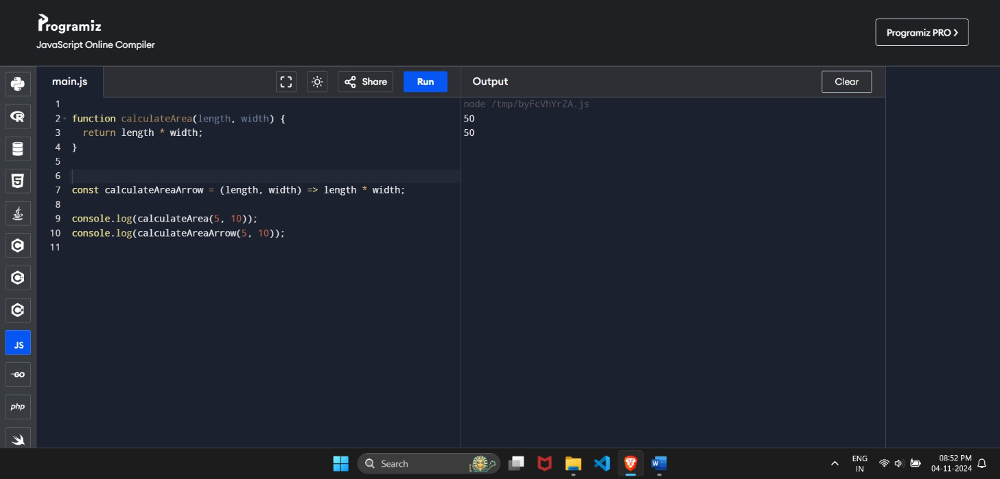 Programiz
JavaScript Online Compiler
Programiz PRO ❯
main.js
Share
Run
Output
Clear
1
2 function calculateArea(length, width) {
3   return length * width;
4 }
5
6
7 const calculateAreaArrow = (length, width) => length * width;
8
9 console.log(calculateArea(5, 10));
10 console.log(calculateAreaArrow(5, 10));
11
node /tmp/byFcVhYrZA.js
50
50
R
5
C
C
C
JS
GO
php
Search
W
ENG
IN
08:52 PM
04-11-2024